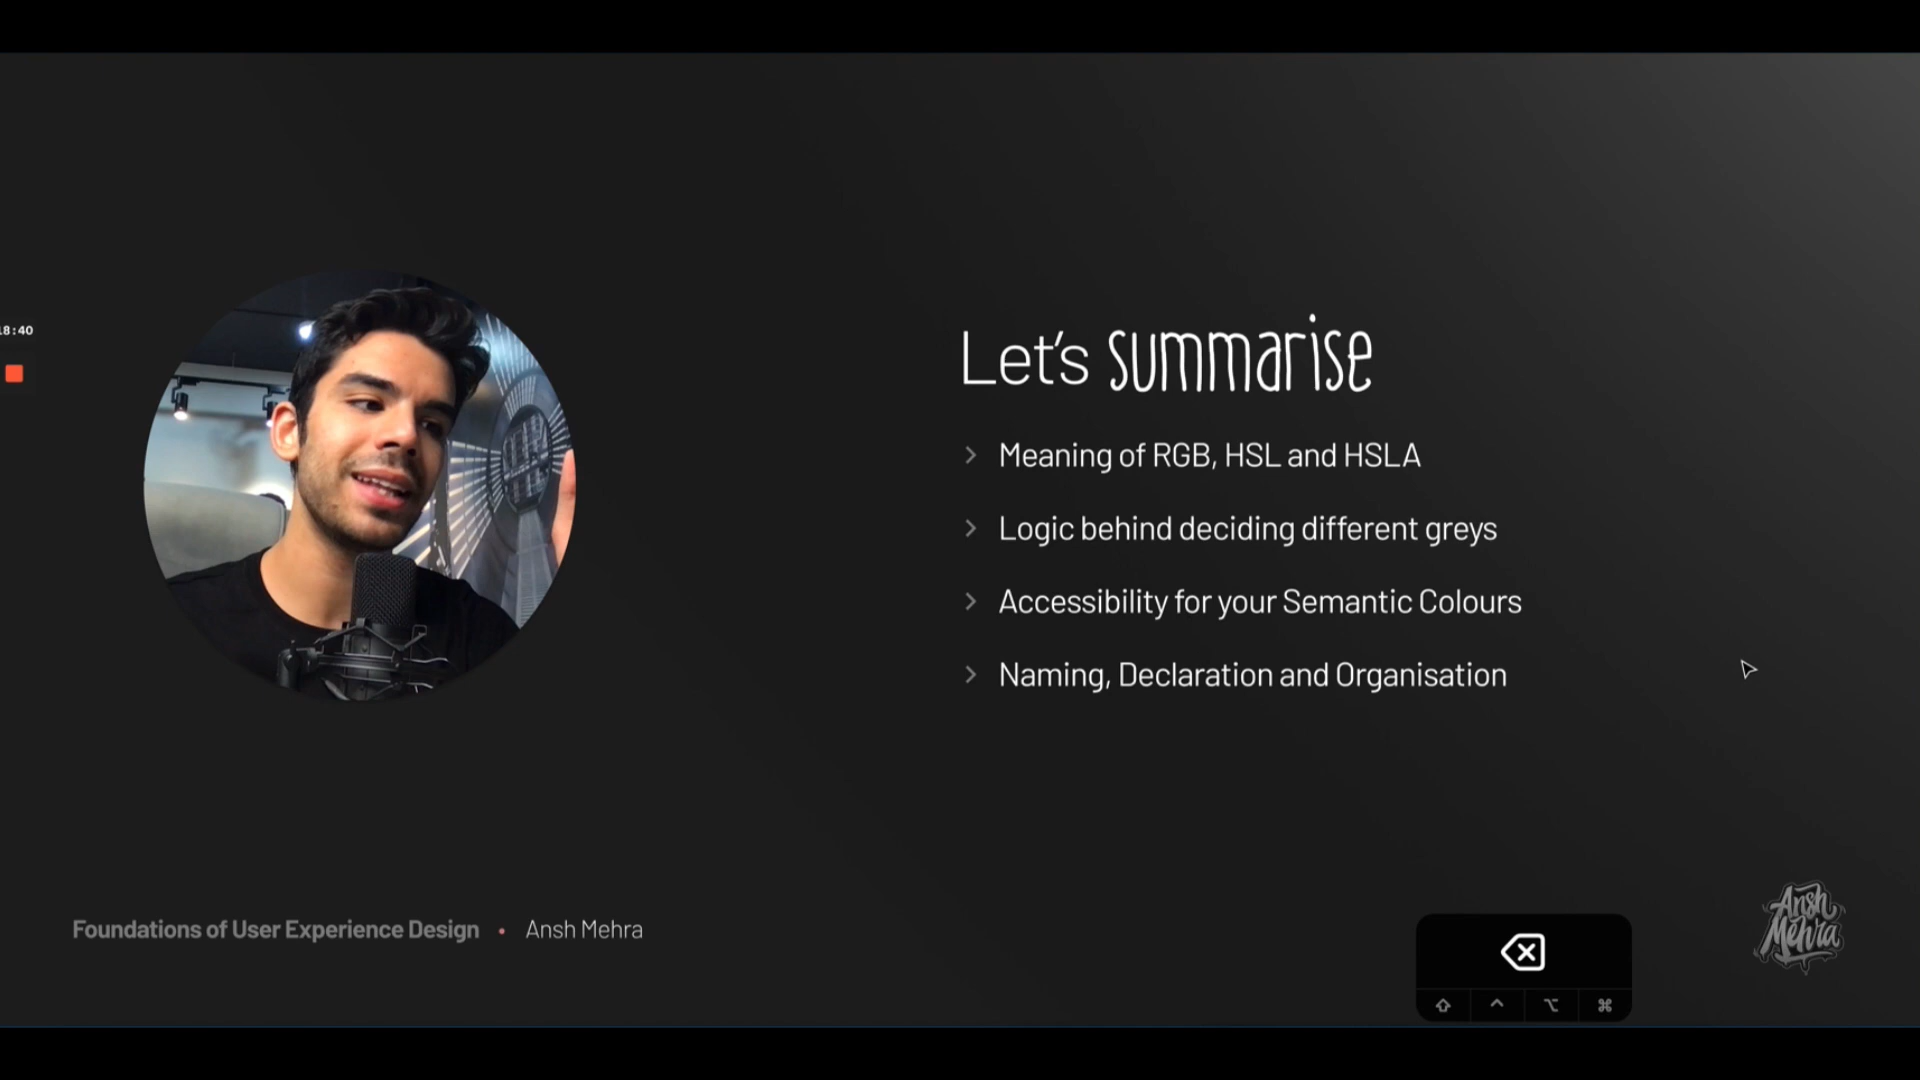 Let's summarise
Meaning of RGB, HSL and HSLA
Logic behind deciding different greys
Accessibility for your Semantic Colours
Naming, Declaration and Organisation
18:40
Foundations of User Experience Design • Ansh Mehra
Ansh
Mehra